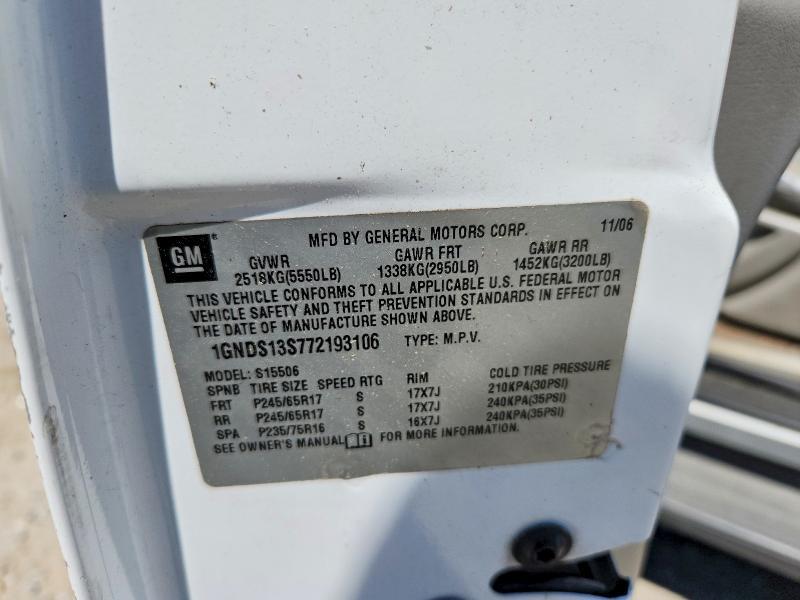 GM® MFD BY GENERAL MOTORS CORP. 11/06
GVWR GAWR FRT GAWR RR
2518KG(5550LB) 1338KG(2950LB) 1452KG(3200LB)
THIS VEHICLE CONFORMS TO ALL APPLICABLE U.S. FEDERAL MOTOR
VEHICLE SAFETY AND THEFT PREVENTION STANDARDS IN EFFECT ON
THE DATE OF MANUFACTURE SHOWN ABOVE.
1GNDS13S772193106 TYPE: M.P.V.
MODEL: S15506
SPNB TIRE SIZE SPEED RTG RIM COLD TIRE PRESSURE
FRT P245/65R17 S 17X7J 210KPA(30PSI)
RR P245/65R17 S 17X7J 240KPA(35PSI)
SPA P235/75R16 S 16X7J 240KPA(35PSI)
SEE OWNER'S MANUAL FOR MORE INFORMATION.